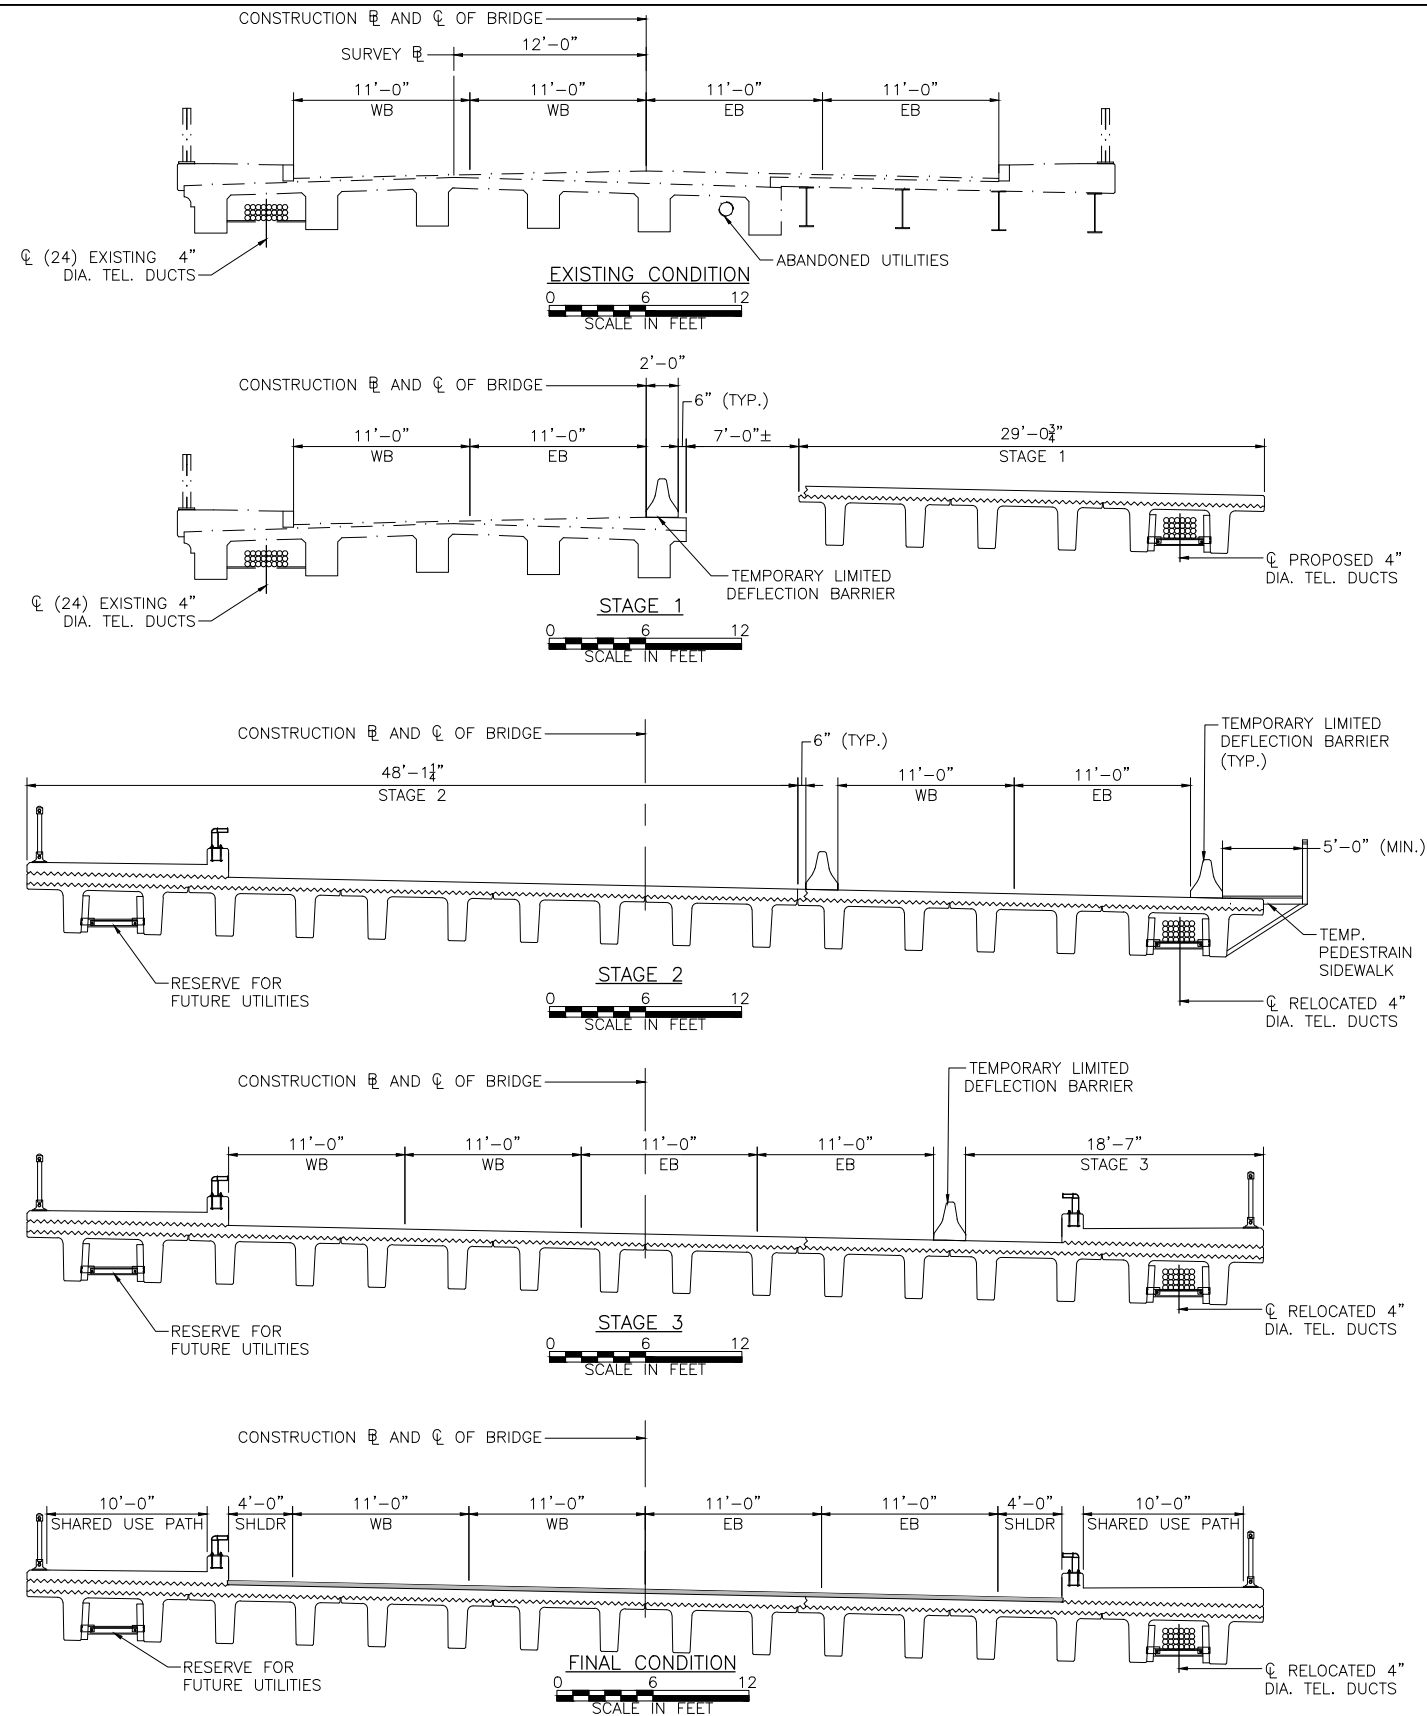 CONSTRUCTION ℄ AND ℄ OF BRIDGE
SURVEY ℄
12'-0"
11'-0" 11'-0" 11'-0" 11'-0"
WB WB EB EB
℄ (24) EXISTING 4"
DIA. TEL. DUCTS
ABANDONED UTILITIES
EXISTING CONDITION
0 6 12
SCALE IN FEET
2'-0"
CONSTRUCTION ℄ AND ℄ OF BRIDGE
6" (TYP.)
11'-0" 11'-0" 7'-0"± 29'-0¾"
WB EB STAGE 1
℄ PROPOSED 4"
DIA. TEL. DUCTS
TEMPORARY LIMITED
DEFLECTION BARRIER
℄ (24) EXISTING 4"
DIA. TEL. DUCTS
STAGE 1
0 6 12
SCALE IN FEET
CONSTRUCTION ℄ AND ℄ OF BRIDGE
6" (TYP.)
TEMPORARY LIMITED
DEFLECTION BARRIER
(TYP.)
48'-1¼" 11'-0" 11'-0"
STAGE 2 WB EB
5'-0" (MIN.)
TEMP.
PEDESTRAIN
SIDEWALK
RESERVE FOR
FUTURE UTILITIES
STAGE 2
0 6 12
SCALE IN FEET
℄ RELOCATED 4"
DIA. TEL. DUCTS
TEMPORARY LIMITED
DEFLECTION BARRIER
CONSTRUCTION ℄ AND ℄ OF BRIDGE
11'-0" 11'-0" 11'-0" 11'-0" 18'-7"
WB WB EB EB STAGE 3
RESERVE FOR
FUTURE UTILITIES
STAGE 3
0 6 12
SCALE IN FEET
℄ RELOCATED 4"
DIA. TEL. DUCTS
CONSTRUCTION ℄ AND ℄ OF BRIDGE
10'-0" 4'-0" 11'-0" 11'-0" 11'-0" 11'-0" 4'-0" 10'-0"
SHARED USE PATH SHLDR WB WB EB EB SHLDR SHARED USE PATH
RESERVE FOR
FUTURE UTILITIES
FINAL CONDITION
0 6 12
SCALE IN FEET
℄ RELOCATED 4"
DIA. TEL. DUCTS